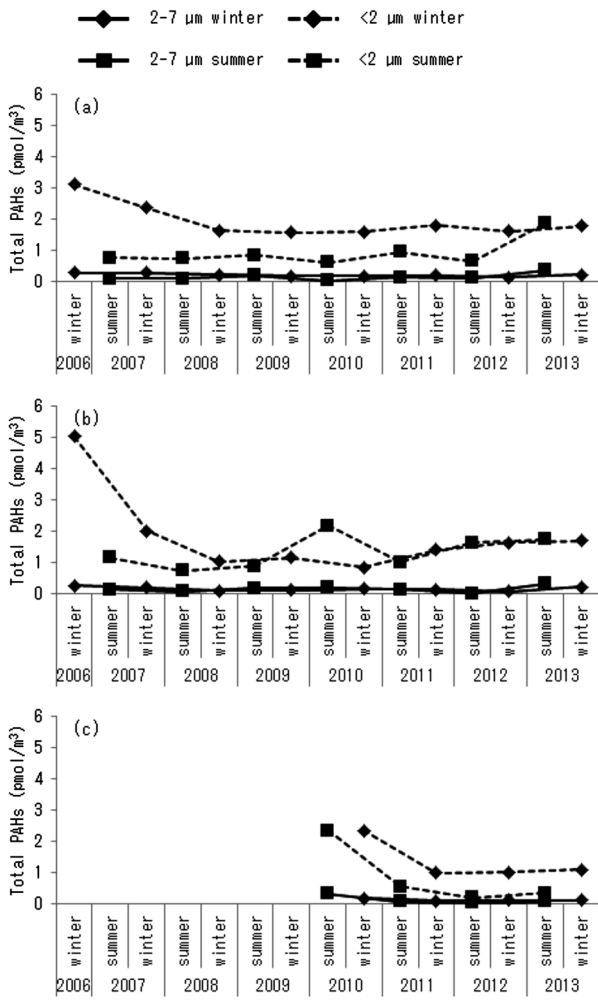 2-7 μm winter
<2 μm winter
2-7 μm summer
<2 μm summer
(a)
Total PAHs (pmol/m³)
6
5
4
3
2
1
0
winter
summer
winter
summer
winter
summer
winter
summer
winter
summer
winter
summer
winter
summer
winter
2006
2007
2008
2009
2010
2011
2012
2013
(b)
Total PAHs (pmol/m³)
6
5
4
3
2
1
0
winter
summer
winter
summer
winter
summer
winter
summer
winter
summer
winter
summer
winter
summer
winter
2006
2007
2008
2009
2010
2011
2012
2013
(c)
Total PAHs (pmol/m³)
6
5
4
3
2
1
0
winter
summer
winter
summer
winter
summer
winter
summer
winter
summer
winter
summer
winter
summer
winter
2006
2007
2008
2009
2010
2011
2012
2013